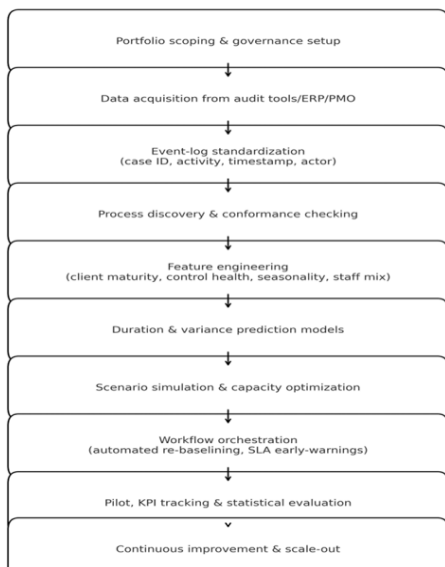 Portfolio scoping & governance setup
Data acquisition from audit tools/ERP/PMO
Event-log standardization
(case ID, activity, timestamp, actor)
Process discovery & conformance checking
Feature engineering
(client maturity, control health, seasonality, staff mix)
Duration & variance prediction models
Scenario simulation & capacity optimization
Workflow orchestration
(automated re-baselining, SLA early-warnings)
Pilot, KPI tracking & statistical evaluation
Continuous improvement & scale-out